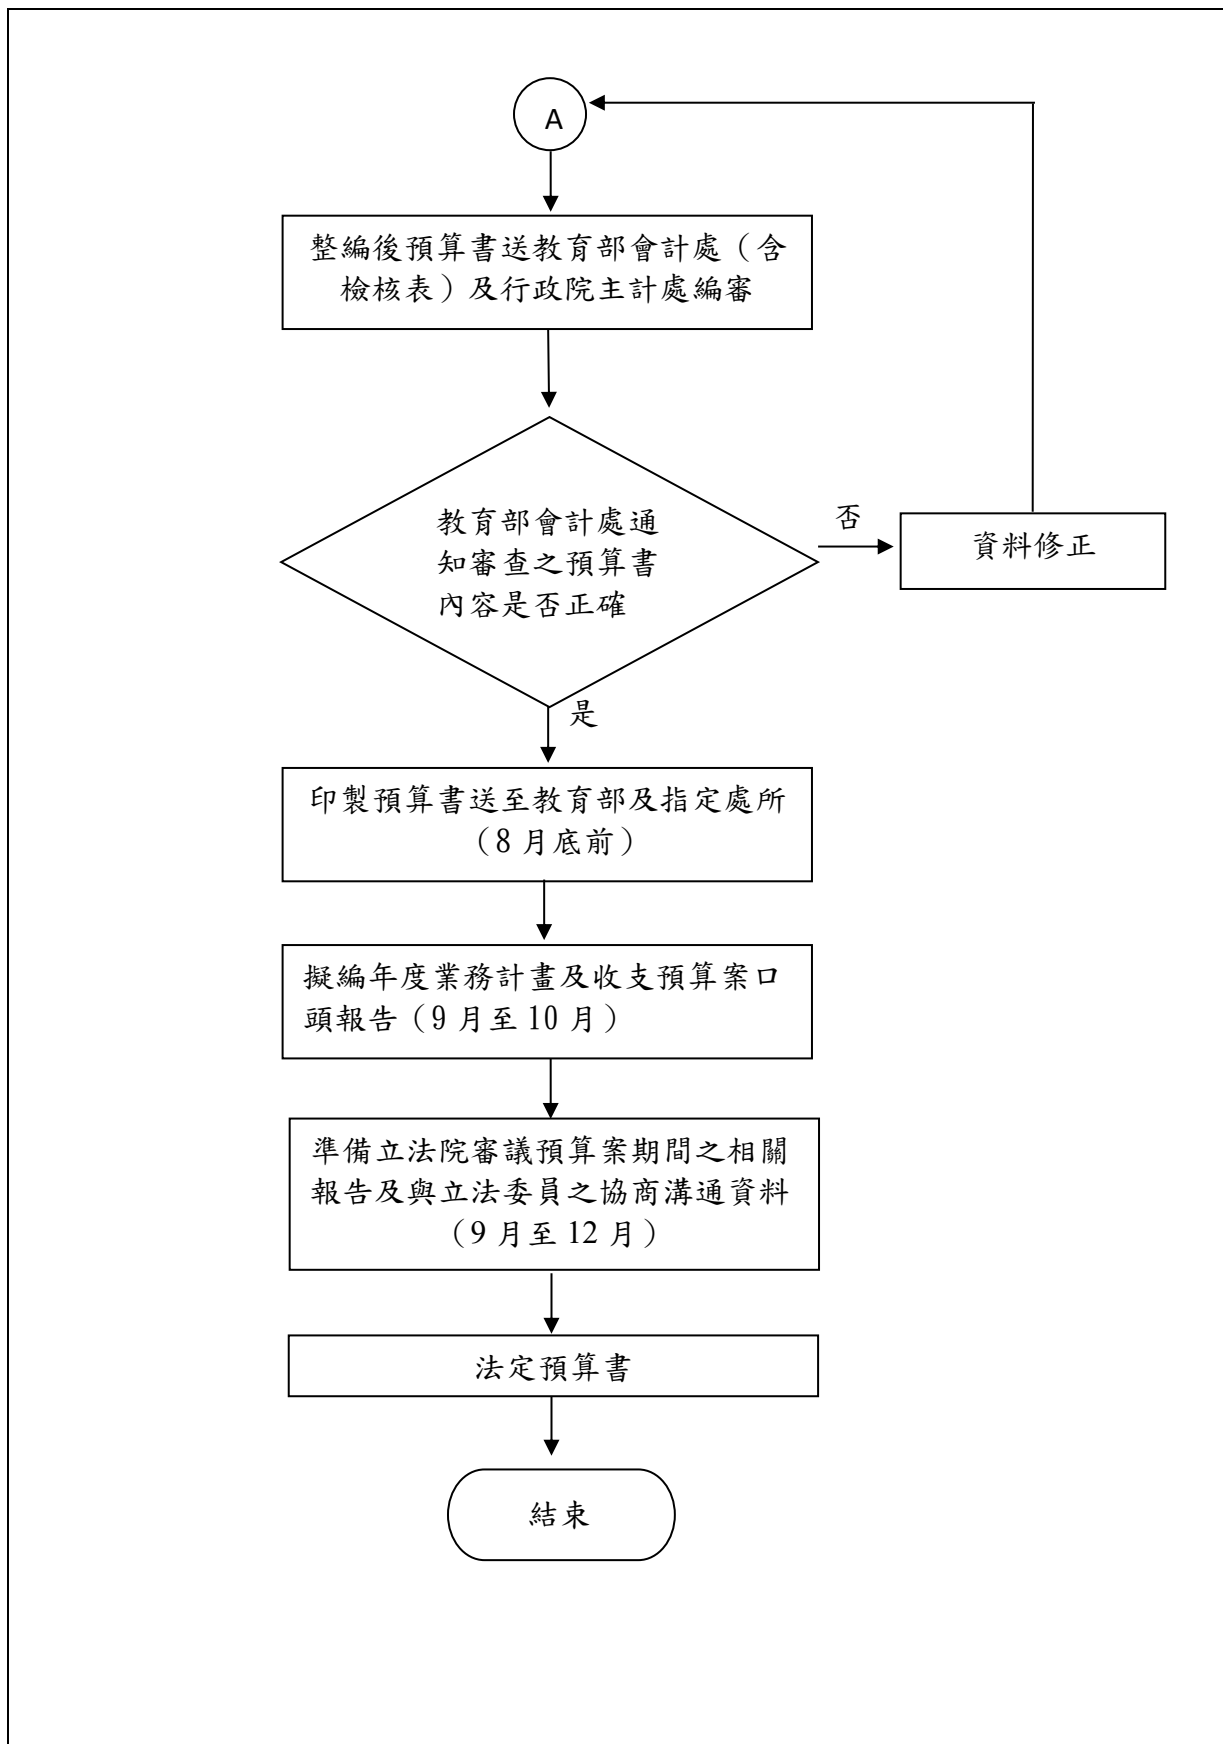 A
整編後預算書送教育部會計處（含
檢核表）及行政院主計處編審
教育部會計處通
知審查之預算書
內容是否正確
否
資料修正
是
印製預算書送至教育部及指定處所
（8 月底前）
擬編年度業務計畫及收支預算案口
頭報告（9 月至 10 月）
準備立法院審議預算案期間之相關
報告及與立法委員之協商溝通資料
（9 月至 12 月）
法定預算書
結束